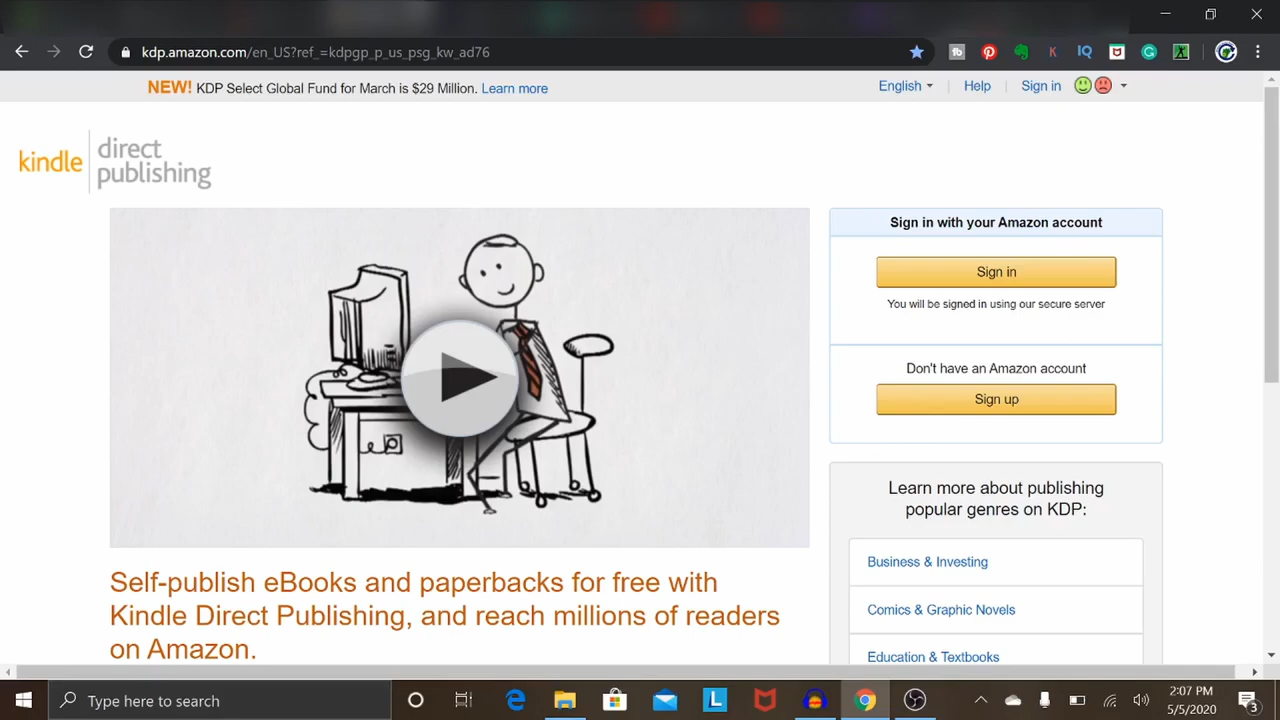 kdp.amazon.com/en_US?ref_=kdpgp_p_us_psg_kw_ad76
NEW! KDP Select Global Fund for March is $29 Million. Learn more
English
Help
Sign in
kindle
direct
publishing
Sign in with your Amazon account
Sign in
You will be signed in using our secure server
Don't have an Amazon account
Sign up
Learn more about publishing
popular genres on KDP:
Business & Investing
Comics & Graphic Novels
Education & Textbooks
Self-publish eBooks and paperbacks for free with
Kindle Direct Publishing, and reach millions of readers
on Amazon.
Type here to search
2:07 PM
5/5/2020
3